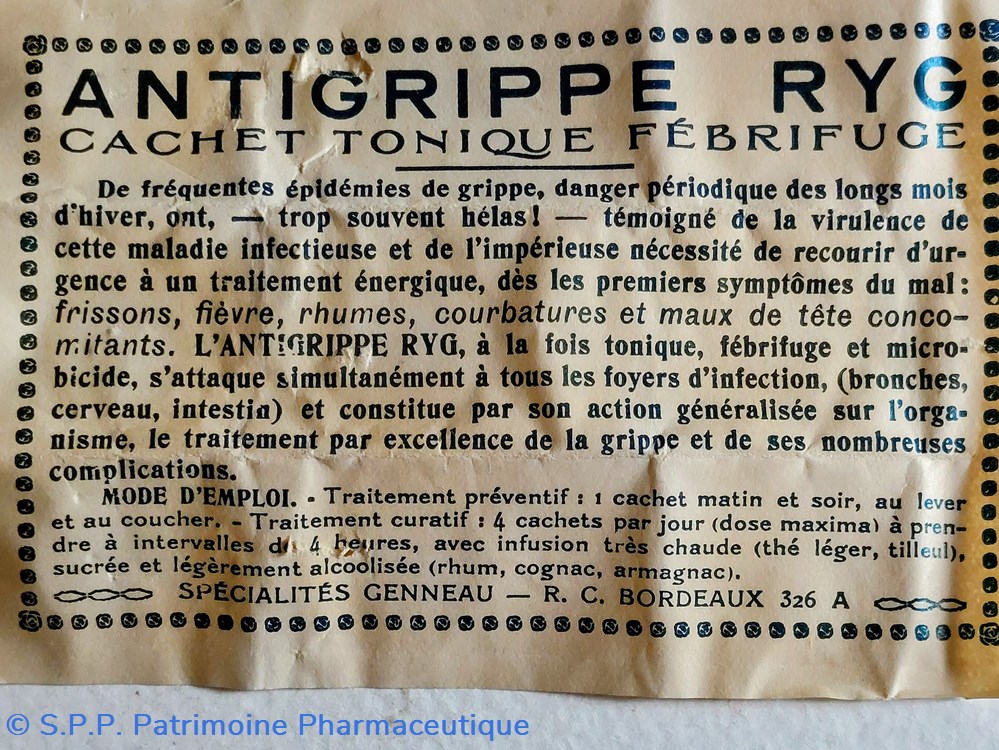 ANTIGRIPPE RYG
CACHET TONIQUE FÉBRIFUGE
De fréquentes épidémies de grippe, danger périodique des longs mois
d'hiver, ont, — trop souvent hélas! — témoigné de la virulence de
cette maladie infectieuse et de l'impérieuse nécessité de recourir d'ur-
gence à un traitement énergique, dès les premiers symptômes du mal:
frissons, fièvre, rhumes, courbatures et maux de tête conco-
mitants. L'ANTIGRIPPE RYG, à la fois tonique, fébrifuge et micro-
bicide, s'attaque simultanément à tous les foyers d'infection, (bronches,
cerveau, intestin) et constitue par son action généralisée sur l'orga-
nisme, le traitement par excellence de la grippe et de ses nombreuses
complications.
MODE D'EMPLOI. - Traitement préventif : 1 cachet matin et soir, au lever
et au coucher. - Traitement curatif : 4 cachets par jour (dose maxima) à pren-
dre à intervalles de 4 heures, avec infusion très chaude (thé léger, tilleul),
sucrée et légèrement alcoolisée (rhum, cognac, armagnac).
SPÉCIALITÉS GENNEAU — R. C. BORDEAUX 326 A
© S.P.P. Patrimoine Pharmaceutique